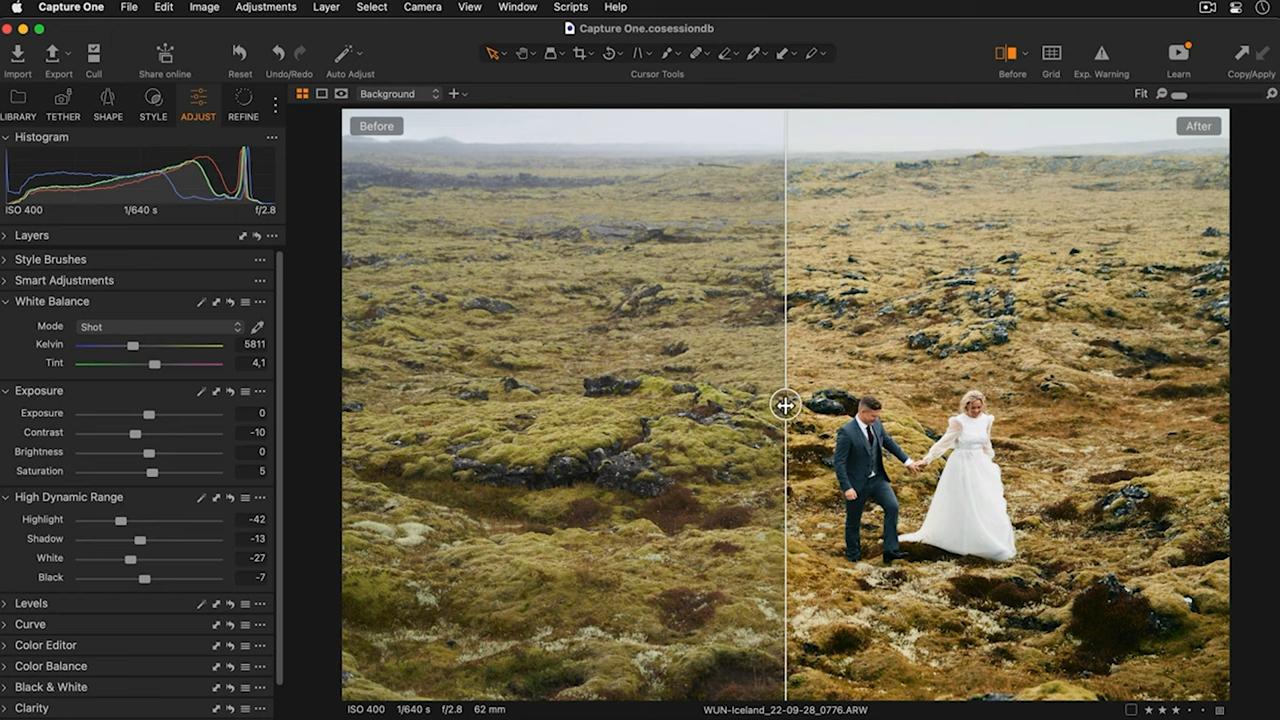 Capture One File Edit Image Adjustments Layer Select Camera View Window Scripts Help
Capture One.cosessiondb
Import Export Cull Share online Reset Undo/Redo Auto Adjust Cursor Tools Before Grid Exp. Warning Learn Copy/Apply
Background Fit
LIBRARY TETHER SHAPE STYLE ADJUST REFINE
Histogram
ISO 400 1/640 s f/2.8
Layers
Style Brushes
Smart Adjustments
White Balance
Mode Shot
Kelvin 5811
Tint 4,1
Exposure
Exposure 0
Contrast -10
Brightness 0
Saturation 5
High Dynamic Range
Highlight -42
Shadow -13
White -27
Black -7
Levels
Curve
Color Editor
Color Balance
Black & White
Clarity
Before After
ISO 400 1/640 s f/2.8 62 mm WUN-Iceland_22-09-28_0776.ARW